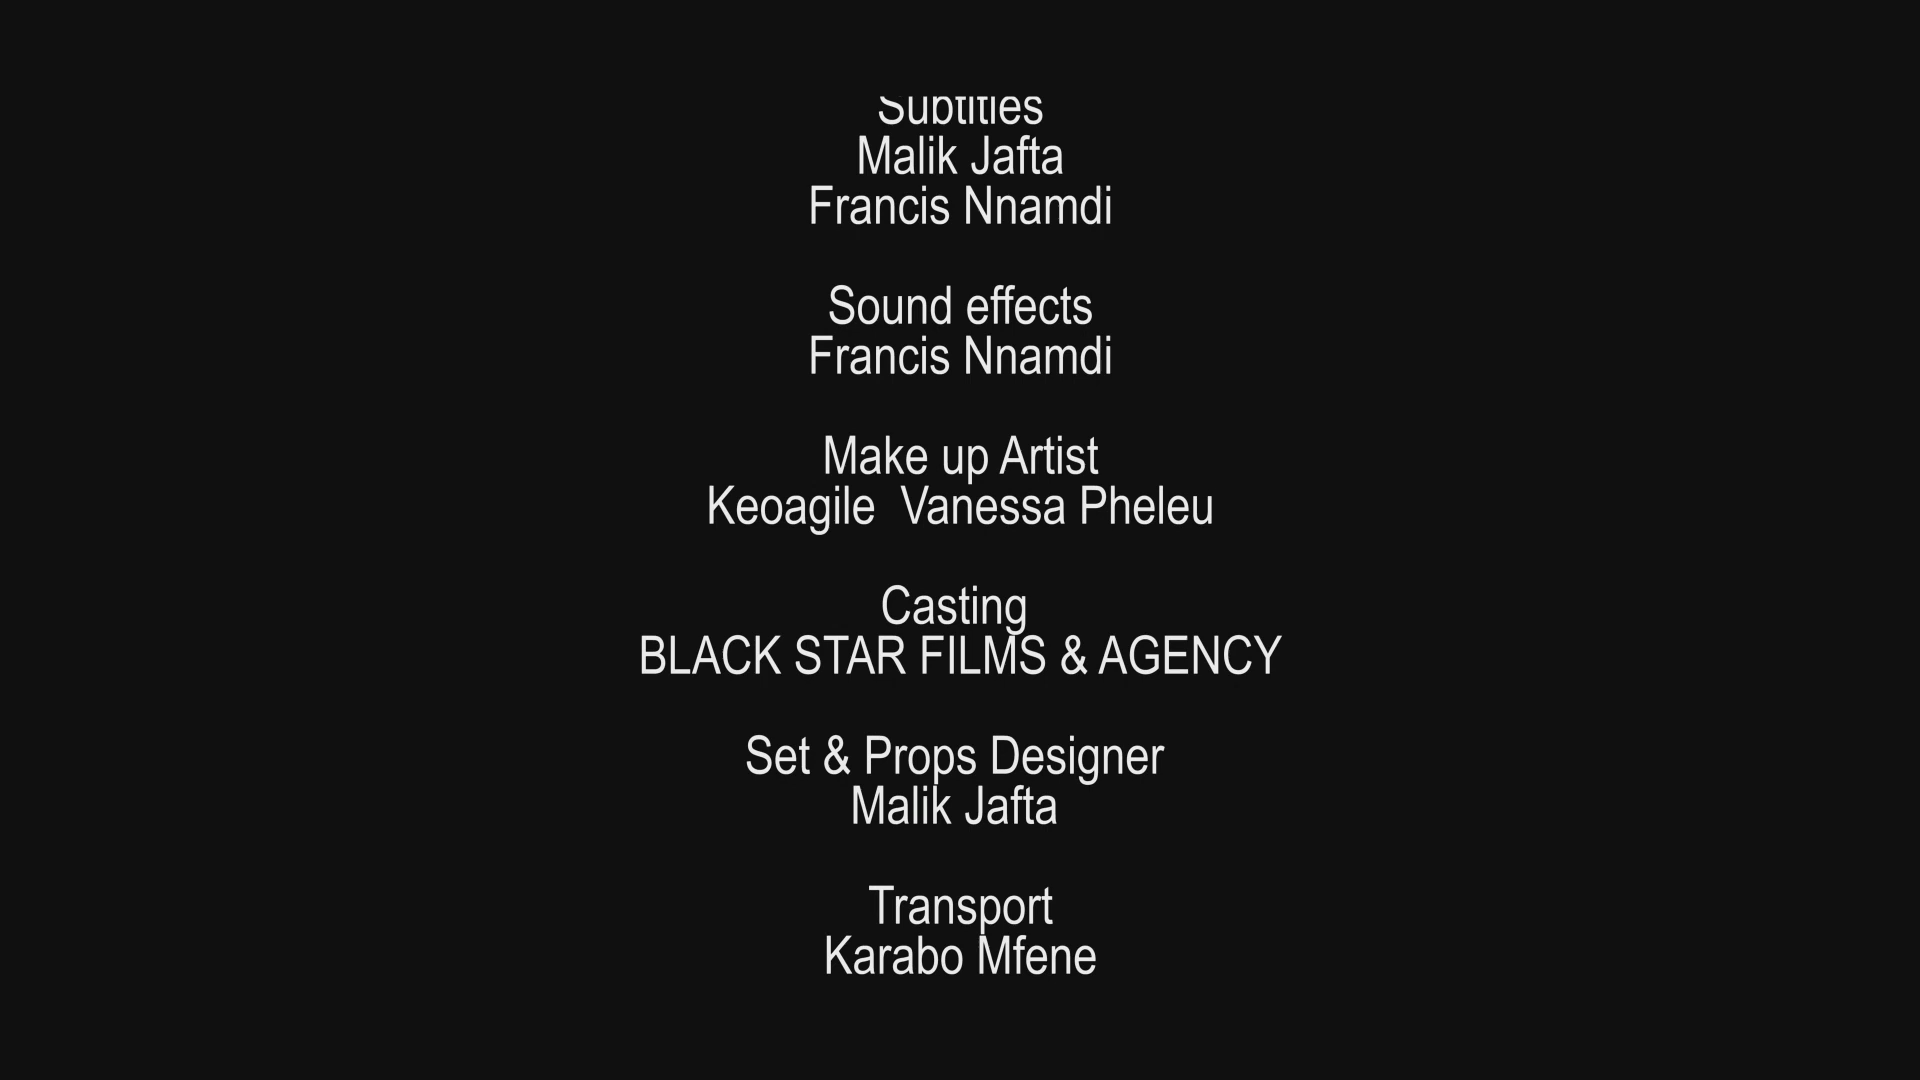 Subtitles
Malik Jafta
Francis Nnamdi
Sound effects
Francis Nnamdi
Make up Artist
Keoagile  Vanessa Pheleu
Casting
BLACK STAR FILMS & AGENCY
Set & Props Designer
Malik Jafta
Transport
Karabo Mfene